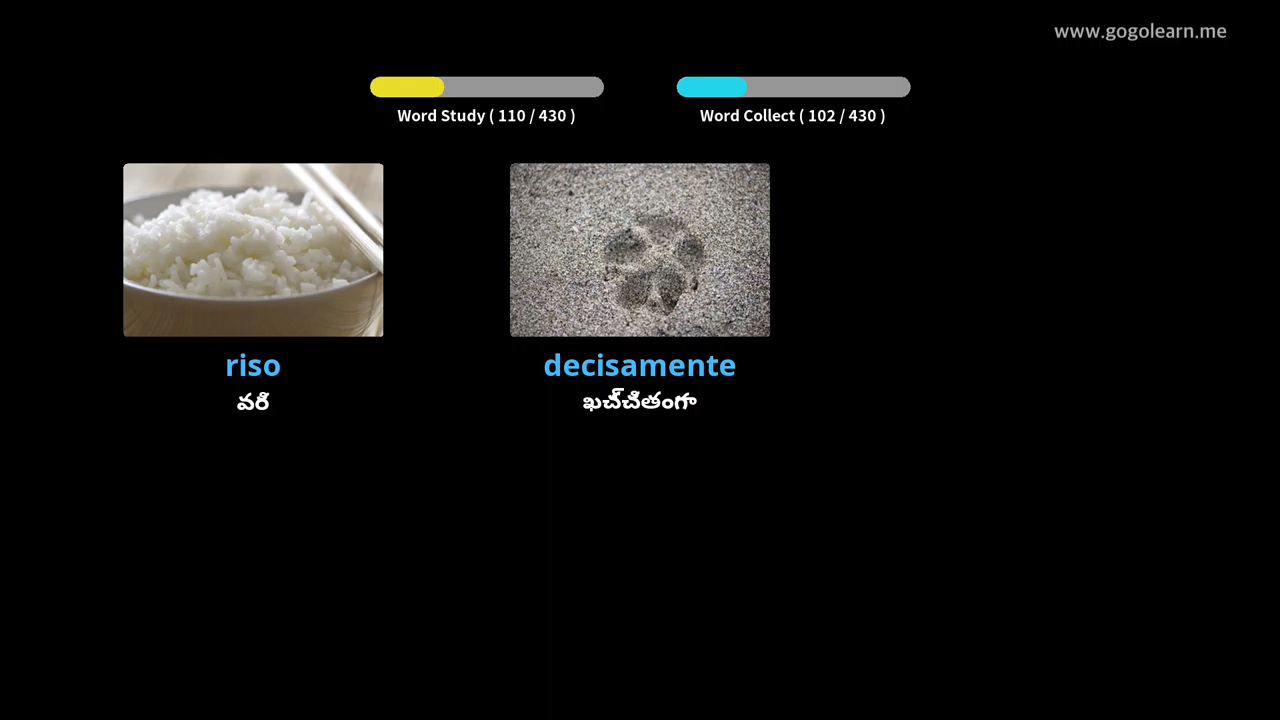 www.gogolearn.me
Word Study ( 110 / 430 )
Word Collect ( 102 / 430 )
riso
decisamente
వరి
ఖచ్చితంగా